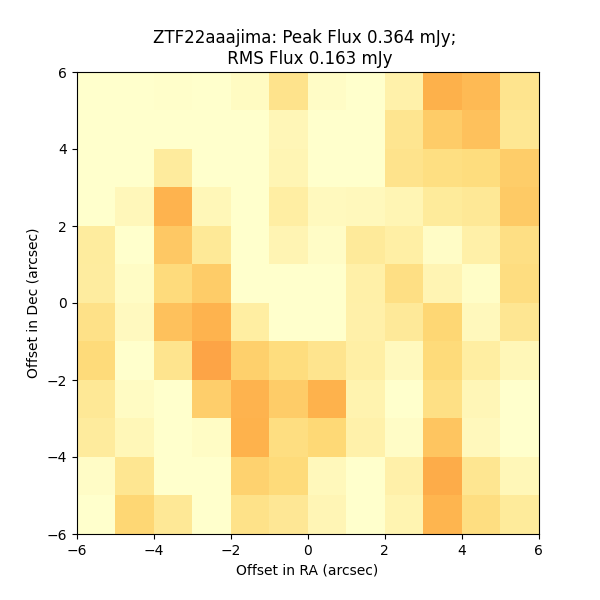 ZTF22aaajima: Peak Flux 0.364 mJy;
RMS Flux 0.163 mJy
6
4
2
0
−2
−4
−6
Offset in Dec (arcsec)
−6 −4 −2 0 2 4 6
Offset in RA (arcsec)